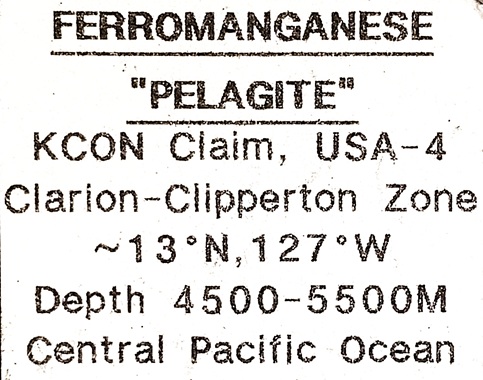 FERROMANGANESE
"PELAGITE"
KCON Claim, USA-4
Clarion-Clipperton Zone
~13°N,127°W
Depth 4500-5500M
Central Pacific Ocean